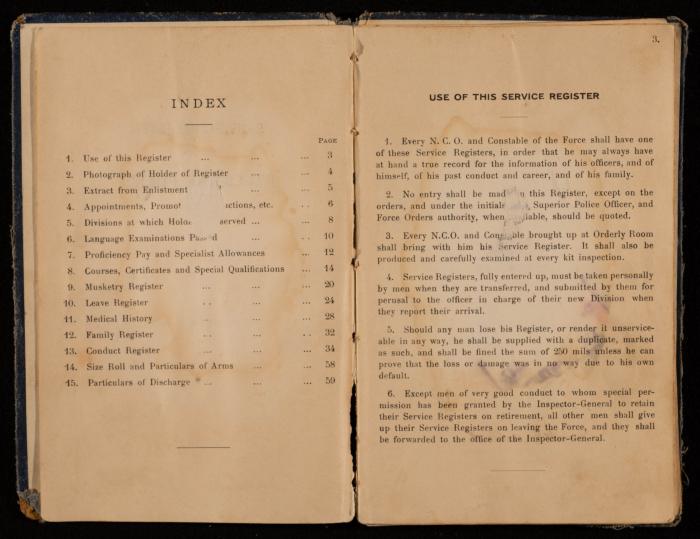 INDEX
PAGE
1. Use of this Register ... ... ... 3
2. Photograph of Holder of Register ... ... 4
3. Extract from Enlistment ... ... 5
4. Appointments, Promot ctions, etc. .. 6
5. Divisions at which Holde served ... ... 8
6. Language Examinations Passed ... .. 10
7. Proficiency Pay and Specialist Allowances ... 12
8. Courses, Certificates and Special Qualifications ... 14
9. Musketry Register ... ... ... 20
10. Leave Register .. ... ... 24
11. Medical History .. ... ... 28
12. Family Register ... ... .. 32
13. Conduct Register ... ... ... 34
14. Size Roll and Particulars of Arms ... ... 58
15. Particulars of Discharge ... ... ... 59
3.
USE OF THIS SERVICE REGISTER
1. Every N. C. O. and Constable of the Force shall have one
of these Service Registers, in order that he may always have
at hand a true record for the information of his officers, and of
himself, of his past conduct and career, and of his family.
2. No entry shall be mad n this Register, except on the
orders, and under the initials Superior Police Officer, and
Force Orders authority, when lable, should be quoted.
3. Every N.C.O. and Constable brought up at Orderly Room
shall bring with him his Service Register. It shall also be
produced and carefully examined at every kit inspection.
4. Service Registers, fully entered up, must be taken personally
by men when they are transferred, and submitted by them for
perusal to the officer in charge of their new Division when
they report their arrival.
5. Should any man lose his Register, or render it unservice-
able in any way, he shall be supplied with a duplicate, marked
as such, and shall be fined the sum of 250 mils unless he can
prove that the loss or damage was in no way due to his own
default.
6. Except men of very good conduct to whom special per-
mission has been granted by the Inspector-General to retain
their Service Registers on retirement, all other men shall give
up their Service Registers on leaving the Force, and they shall
be forwarded to the office of the Inspector-General.